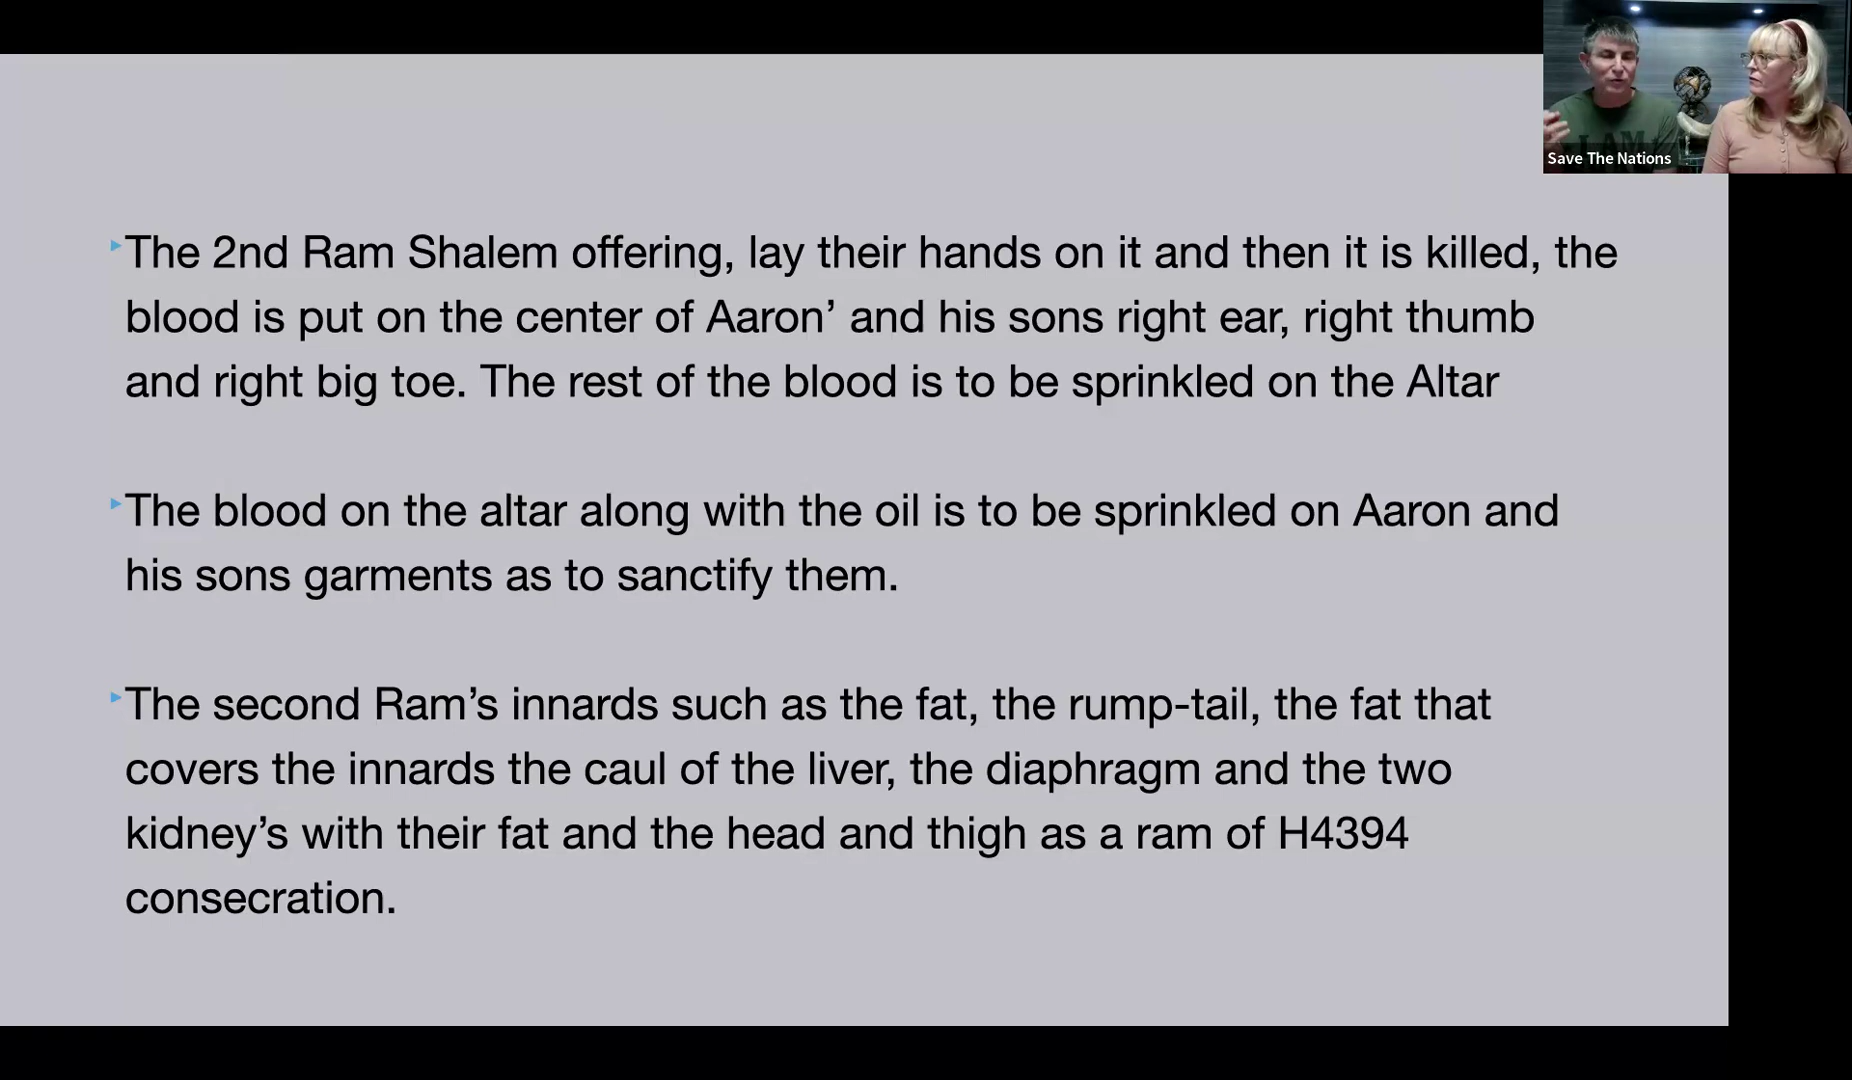 Save The Nations
The 2nd Ram Shalem offering, lay their hands on it and then it is killed, the
blood is put on the center of Aaron’ and his sons right ear, right thumb
and right big toe. The rest of the blood is to be sprinkled on the Altar
The blood on the altar along with the oil is to be sprinkled on Aaron and
his sons garments as to sanctify them.
The second Ram’s innards such as the fat, the rump-tail, the fat that
covers the innards the caul of the liver, the diaphragm and the two
kidney’s with their fat and the head and thigh as a ram of H4394
consecration.
I AM